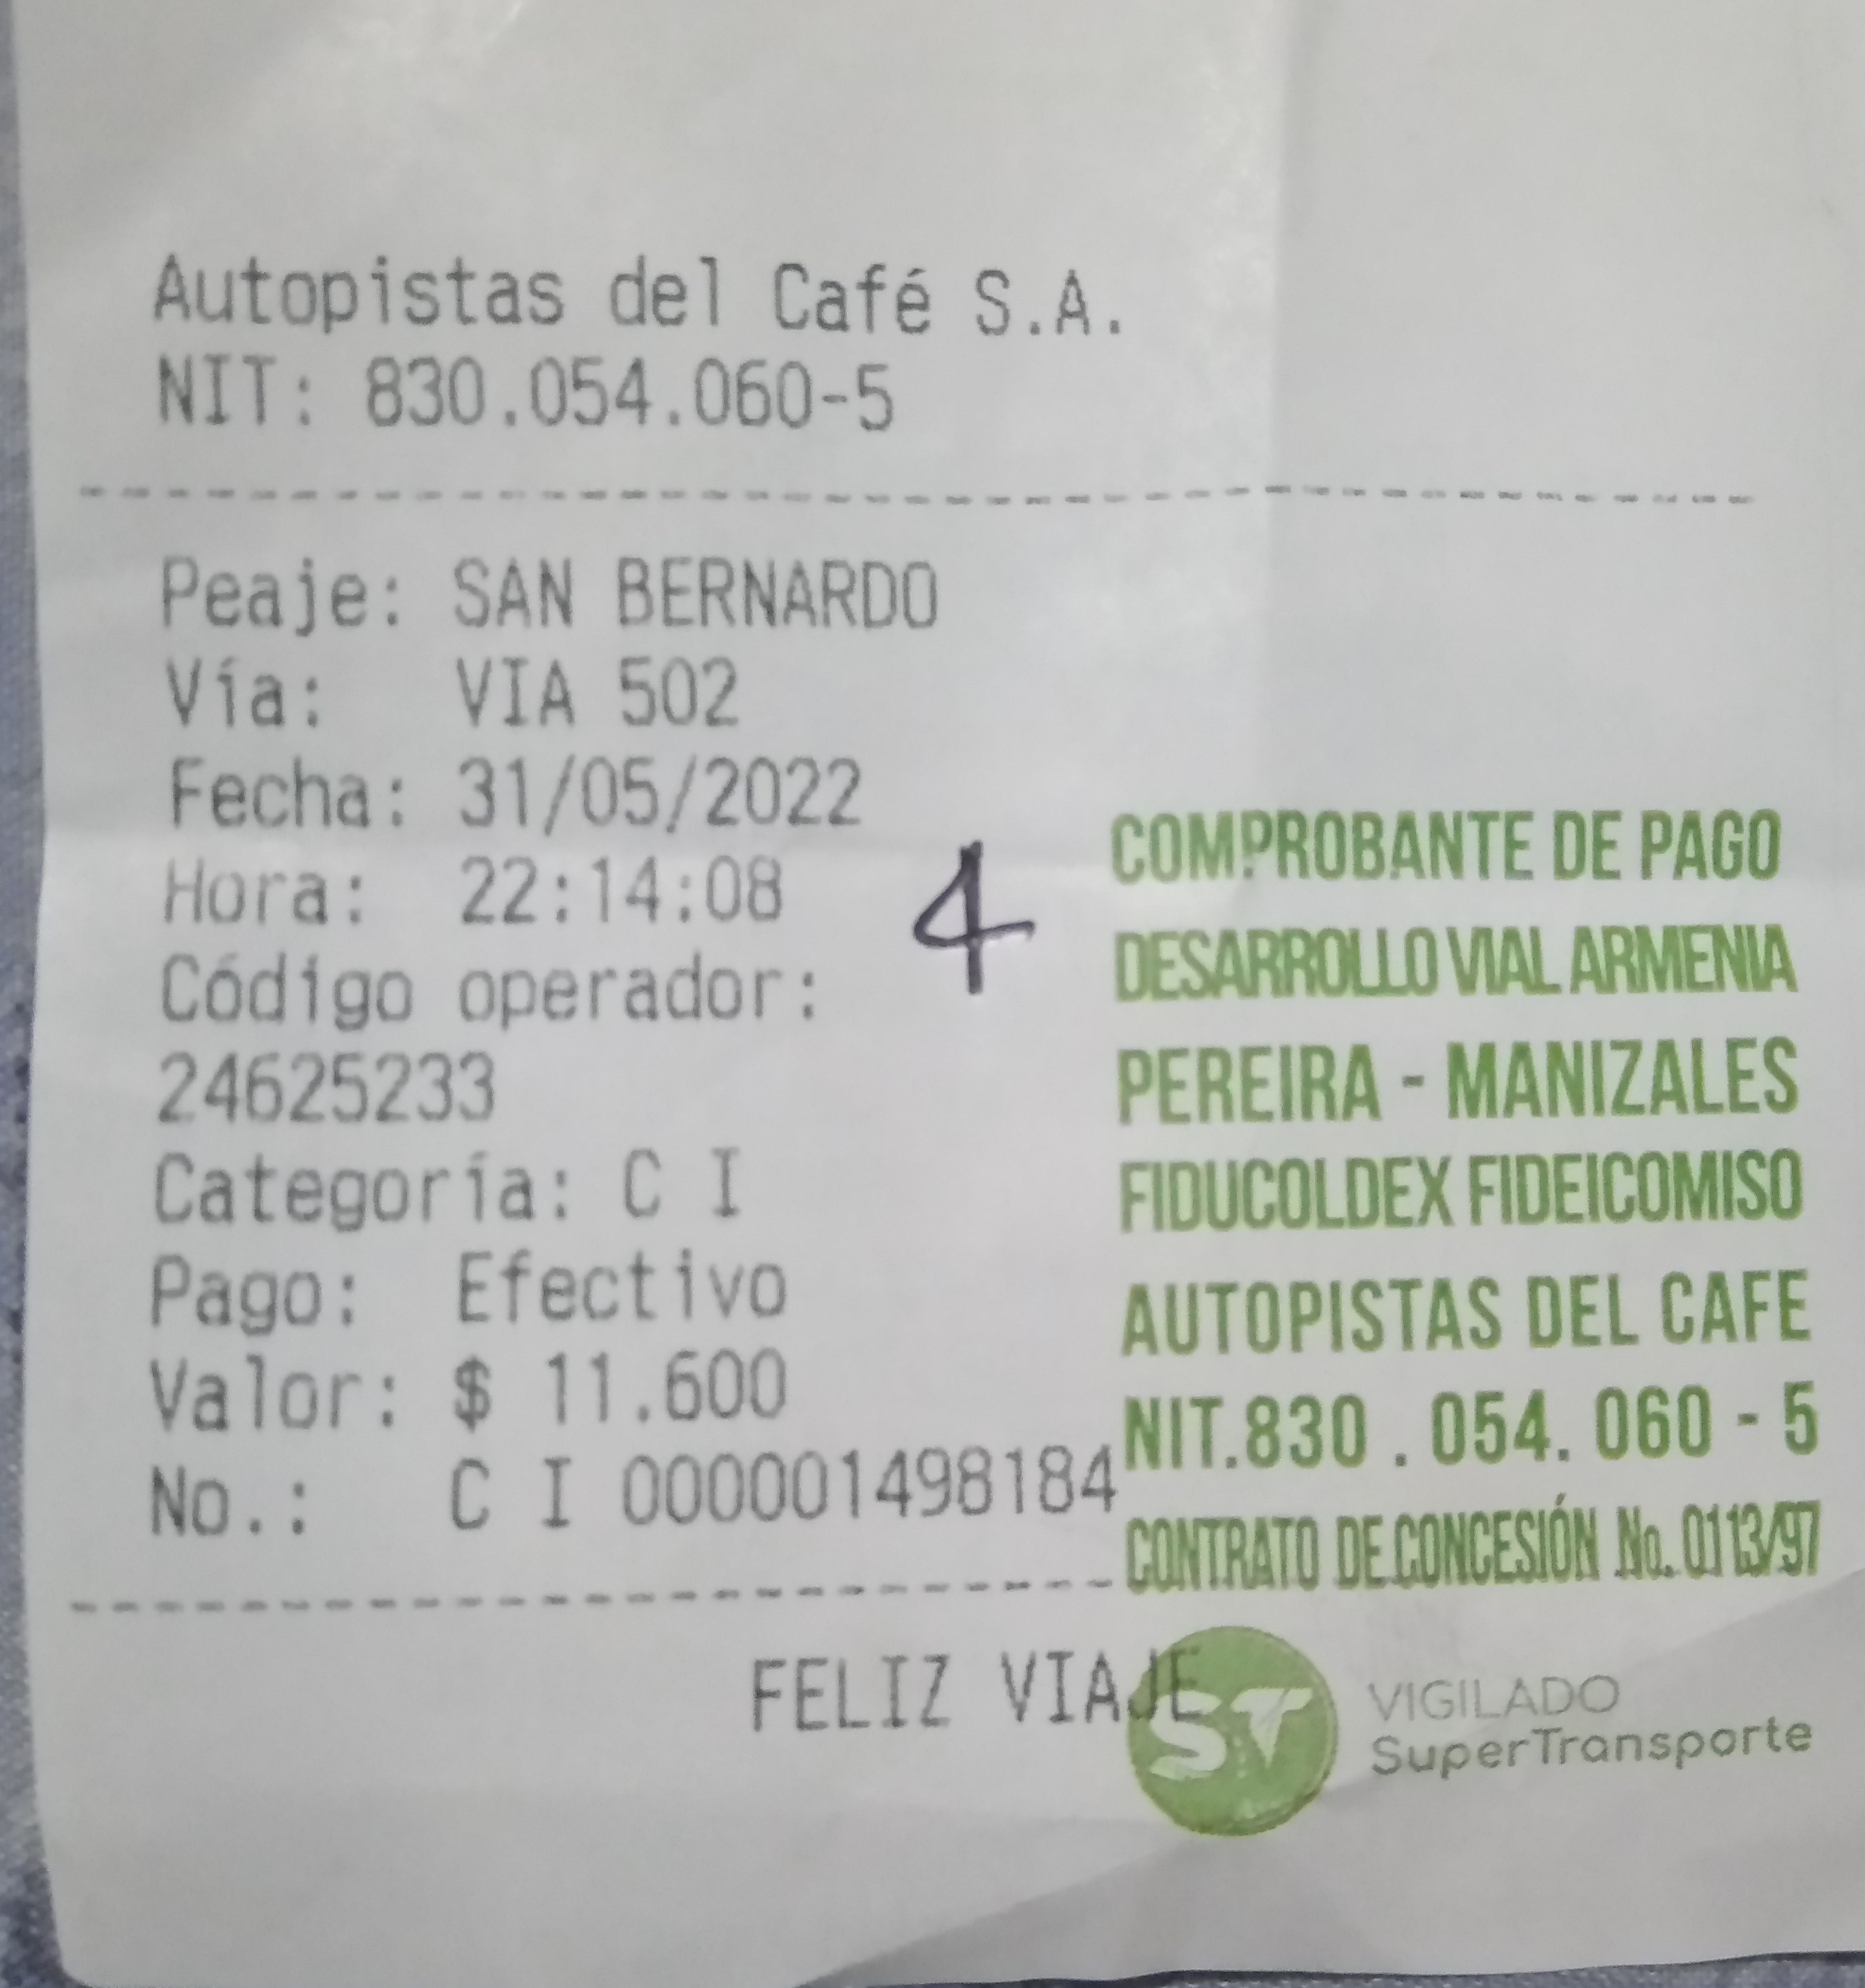 Autopistas del Café S.A.
NIT: 830.054.060-5
Peaje: SAN BERNARDO
Vía: VIA 502
Fecha: 31/05/2022
Hora: 22:14:08
4
Código operador:
24625233
Categoría: C I
Pago: Efectivo
Valor: $ 11.600
No.: C I 000001498184
FELIZ VIAJE
COMPROBANTE DE PAGO
DESARROLLO VIAL ARMENIA
PEREIRA - MANIZALES
FIDUCOLDEX FIDEICOMISO
AUTOPISTAS DEL CAFE
NIT.830 . 054. 060 - 5
CONTRATO DE CONCESIÓN No. 0113/97
ST
VIGILADO
SuperTransporte